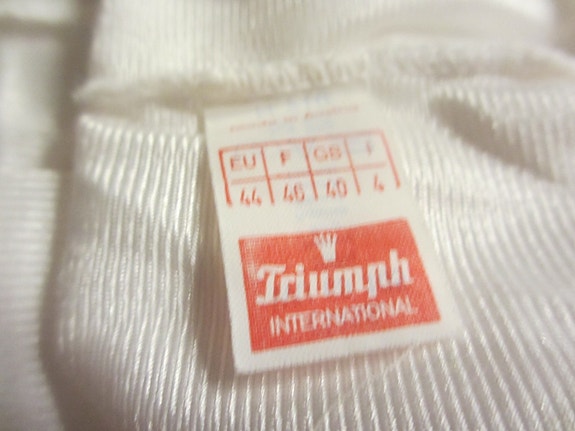 EU F GB I
44 46 40 4
Triumph
INTERNATIONAL